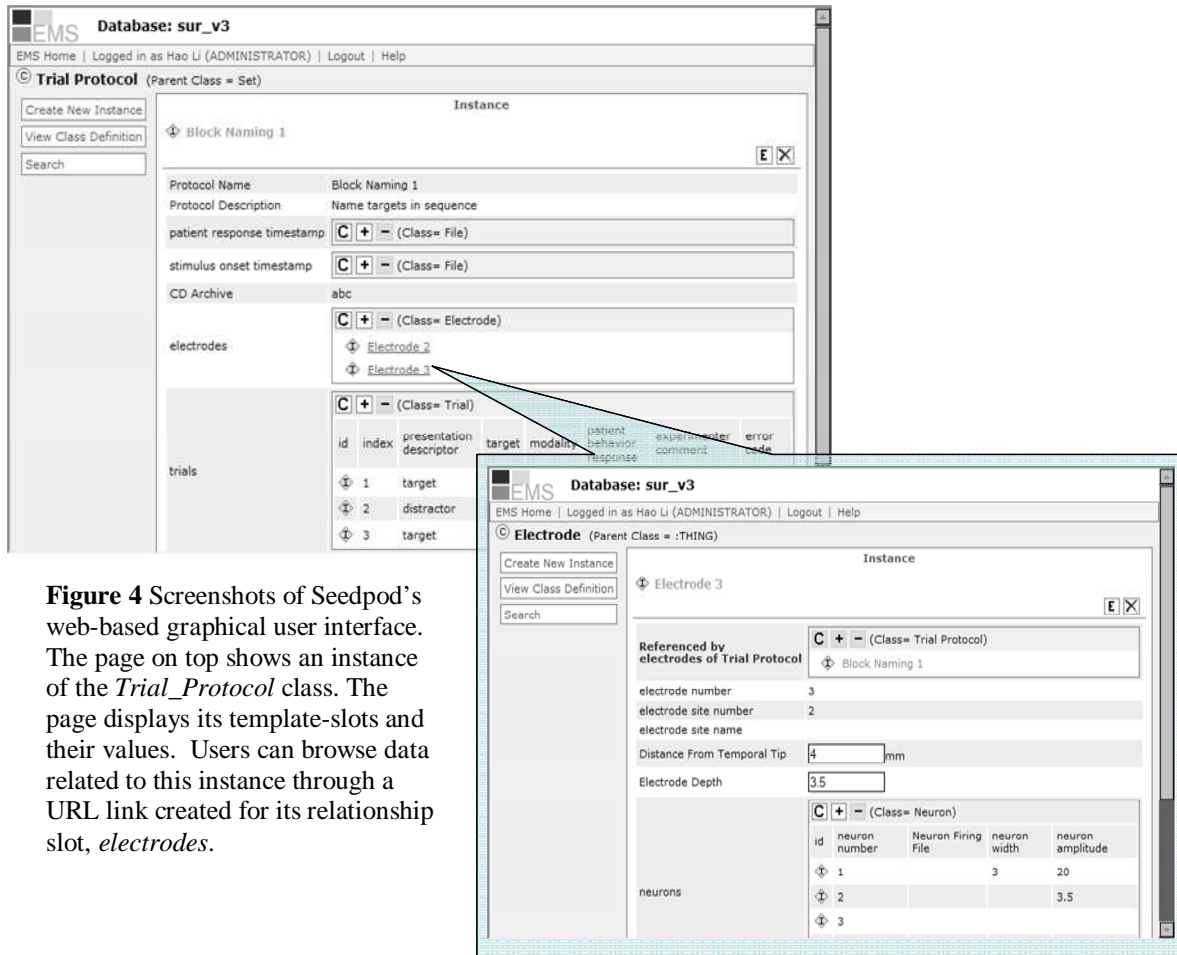 EMS Database: sur_v3
EMS Home | Logged in as Hao Li (ADMINISTRATOR) | Logout | Help
© Trial Protocol (Parent Class = Set)
Create New Instance
View Class Definition
Search
Instance
Block Naming 1
E X
Protocol Name Block Naming 1
Protocol Description Name targets in sequence
patient response timestamp C + - (Class= File)
stimulus onset timestamp C + - (Class= File)
CD Archive abc
electrodes C + - (Class= Electrode)
Electrode 2
Electrode 3
trials C + - (Class= Trial)
id index presentation descriptor target modality patient behavior response experimenter comment error code
1 target
2 distractor
3 target
EMS Database: sur_v3
EMS Home | Logged in as Hao Li (ADMINISTRATOR) | Logout | Help
© Electrode (Parent Class = :THING)
Create New Instance
View Class Definition
Search
Instance
Electrode 3
E X
Referenced by
electrodes of Trial Protocol C + - (Class= Trial Protocol)
Block Naming 1
electrode number 3
electrode site number 2
electrode site name
Distance From Temporal Tip 4 mm
Electrode Depth 3.5
neurons C + - (Class= Neuron)
id neuron number Neuron Firing File neuron width neuron amplitude
1 3 20
2 3.5
3
Figure 4 Screenshots of Seedpod's
web-based graphical user interface.
The page on top shows an instance
of the Trial_Protocol class. The
page displays its template-slots and
their values. Users can browse data
related to this instance through a
URL link created for its relationship
slot, electrodes.